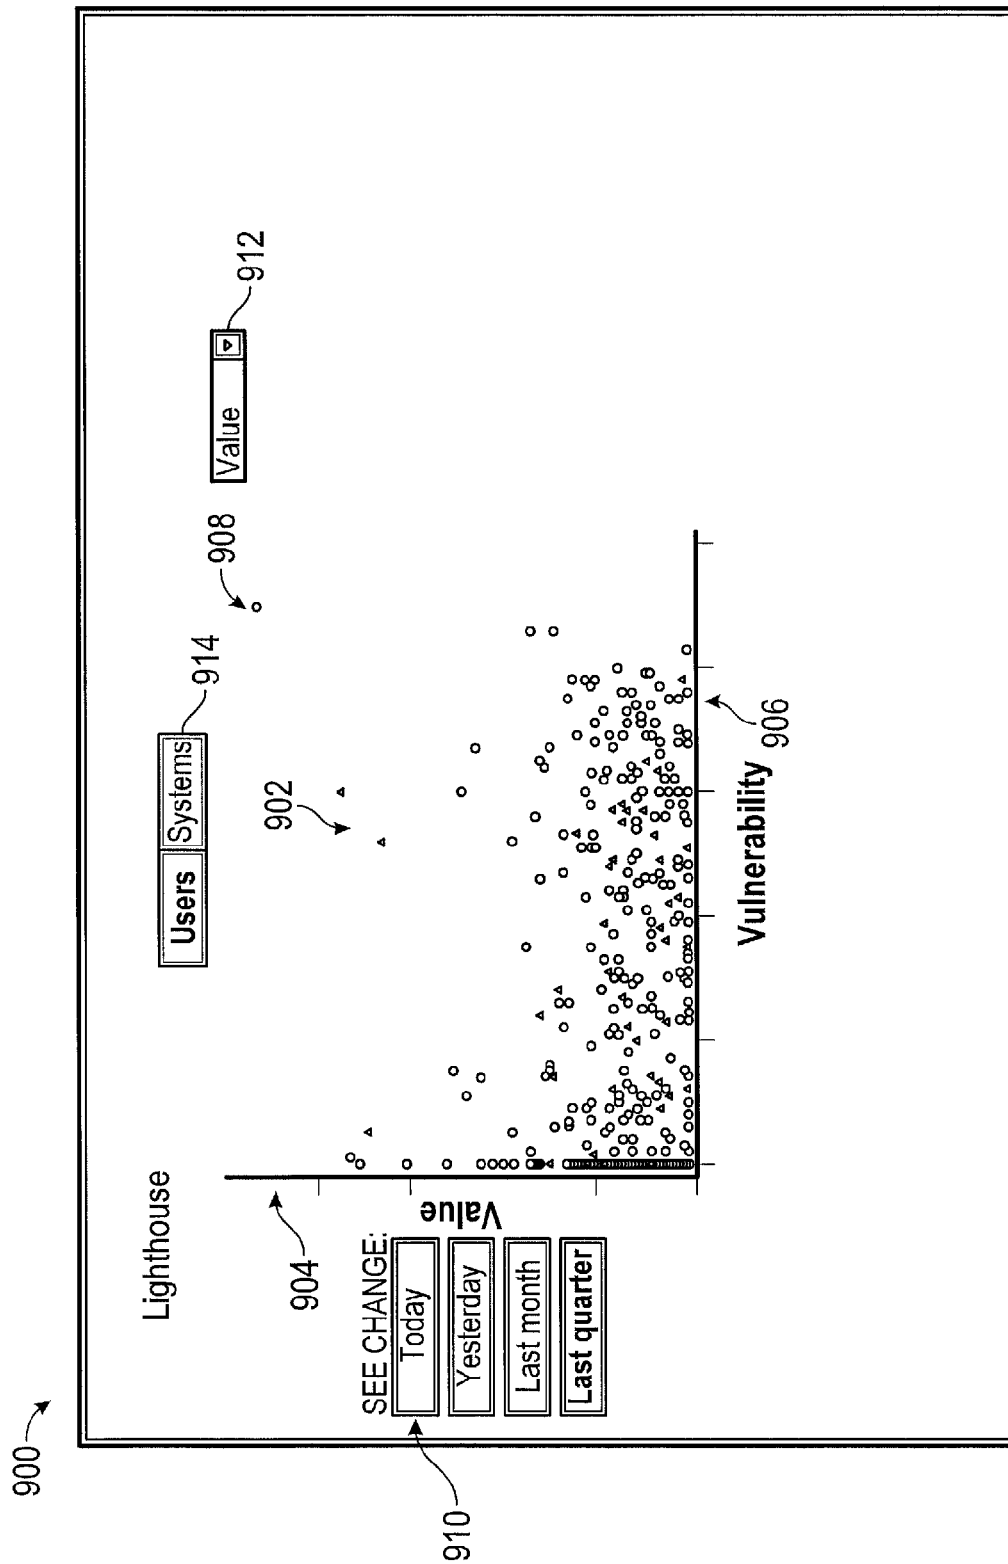 900
Lighthouse
Users Systems
914
908
Value
912
902
904
SEE CHANGE:
Today
Yesterday
Last month
Last quarter
910
Value
Vulnerability
906